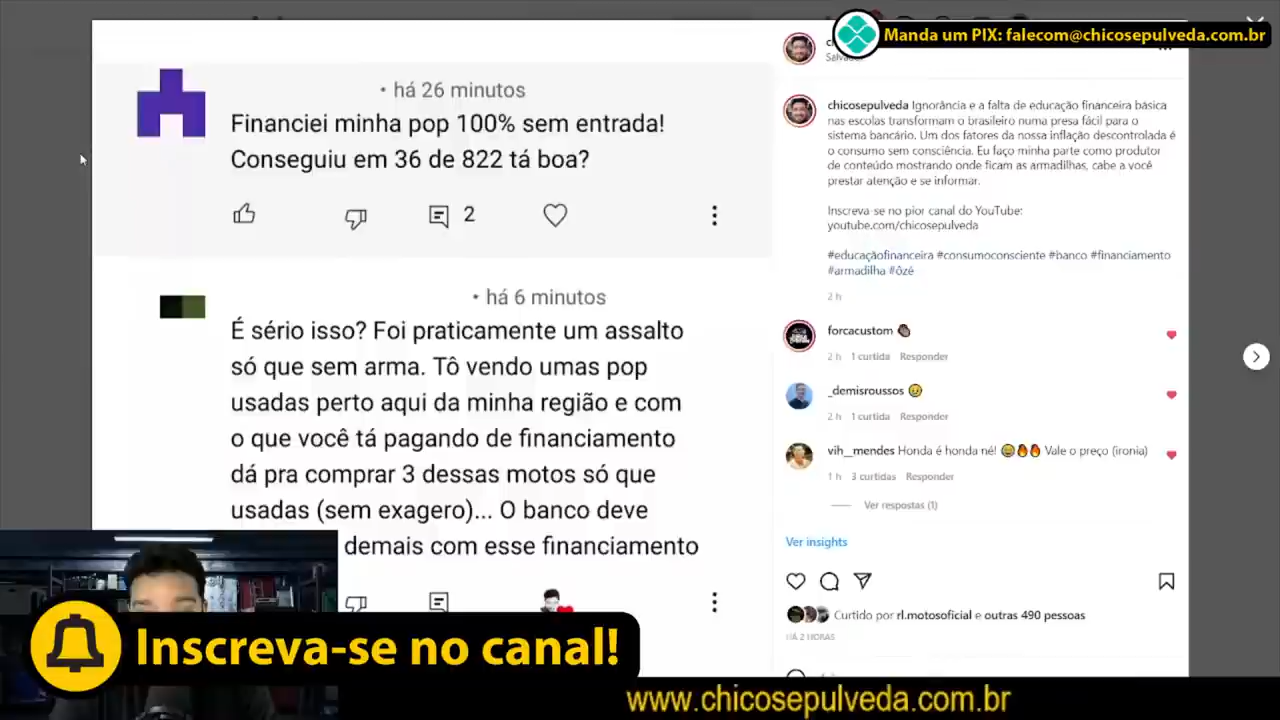 Manda um PIX: falecom@chicosepulveda.com.br
• há 26 minutos
Financiei minha pop 100% sem entrada!
Conseguiu em 36 de 822 tá boa?
2
• há 6 minutos
É sério isso? Foi praticamente um assalto
só que sem arma. Tô vendo umas pop
usadas perto aqui da minha região e com
o que você tá pagando de financiamento
dá pra comprar 3 dessas motos só que
usadas (sem exagero)... O banco deve
demais com esse financiamento
chicosepulveda Ignorância e a falta de educação financeira básica
nas escolas transformam o brasileiro numa presa fácil para o
sistema bancário. Um dos fatores da nossa inflação descontrolada é
o consumo sem consciência. Eu faço minha parte como produtor
de conteúdo mostrando onde ficam as armadilhas, cabe a você
prestar atenção e se informar.
Inscreva-se no pior canal do YouTube:
youtube.com/chicosepulveda
#educaçãofinanceira #consumoconsciente #banco #financiamento
#armadilha #ôzé
2 h
forcacustom
2 h 1 curtida Responder
_demisroussos
2 h 1 curtida Responder
vih__mendes Honda é honda né! 😅🔥🔥 Vale o preço (ironia)
1 h 3 curtidas Responder
Ver respostas (1)
Ver insights
Curtido por rl.motosoficial e outras 490 pessoas
HÁ 2 HORAS
Inscreva-se no canal!
www.chicosepulveda.com.br